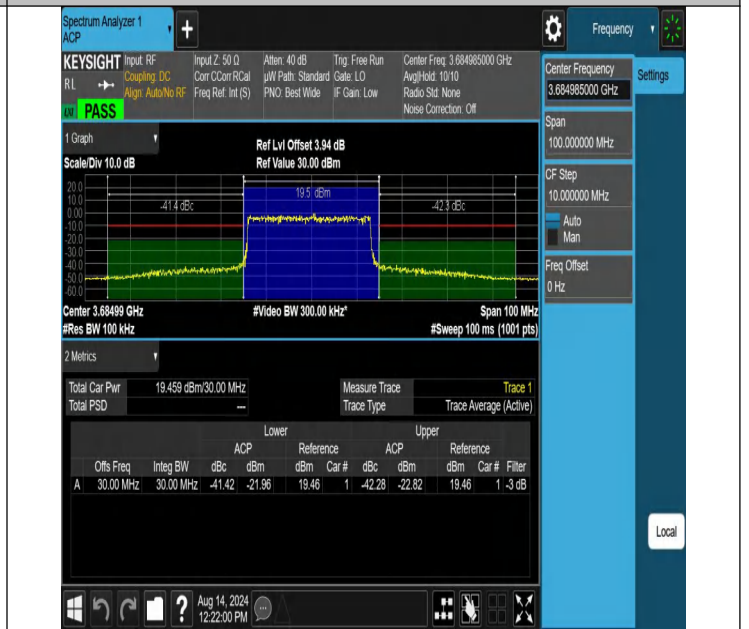 Spectrum Analyzer 1
ACP
+
Frequency
KEYSIGHT
RL
LXI
PASS
Input: RF
Coupling: DC
Align: Auto/No RF
Input Z: 50 Ω
Corr CCorr RCal
Freq Ref: Int (S)
Atten: 40 dB
µW Path: Standard
PNO: Best Wide
Trig: Free Run
Gate: LO
IF Gain: Low
Center Freq: 3.684985000 GHz
Avg|Hold: 10/10
Radio Std: None
Noise Correction: Off
Center Frequency
3.684985000 GHz
Settings
Span
100.000000 MHz
CF Step
10.000000 MHz
Auto
Man
Freq Offset
0 Hz
1 Graph
Scale/Div 10.0 dB
Ref Lvl Offset 3.94 dB
Ref Value 30.00 dBm
20.0
10.0
0.00
-10.0
-20.0
-30.0
-40.0
-50.0
-60.0
-41.4 dBc
19.5 dBm
-42.3 dBc
Center 3.68499 GHz
#Video BW 300.00 kHz*
Span 100 MHz
#Res BW 100 kHz
#Sweep 100 ms (1001 pts)
2 Metrics
Total Car Pwr 19.459 dBm/30.00 MHz
Total PSD ---
Measure Trace Trace 1
Trace Type Trace Average (Active)
Lower Upper
ACP Reference ACP Reference
Offs Freq Integ BW dBc dBm dBm Car # dBc dBm dBm Car # Filter
A 30.00 MHz 30.00 MHz -41.42 -21.96 19.46 1 -42.28 -22.82 19.46 1 -3 dB
Local
?
Aug 14, 2024
12:22:00 PM